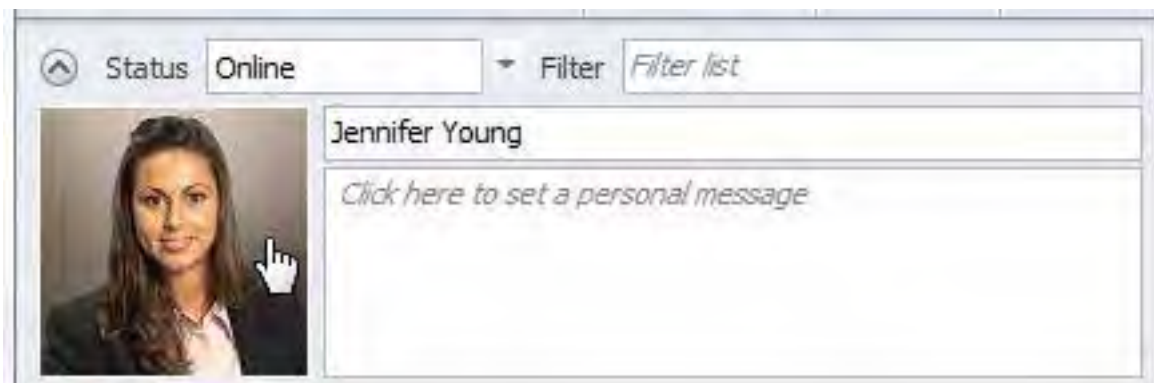 Status Online Filter Filter list
Jennifer Young
Click here to set a personal message